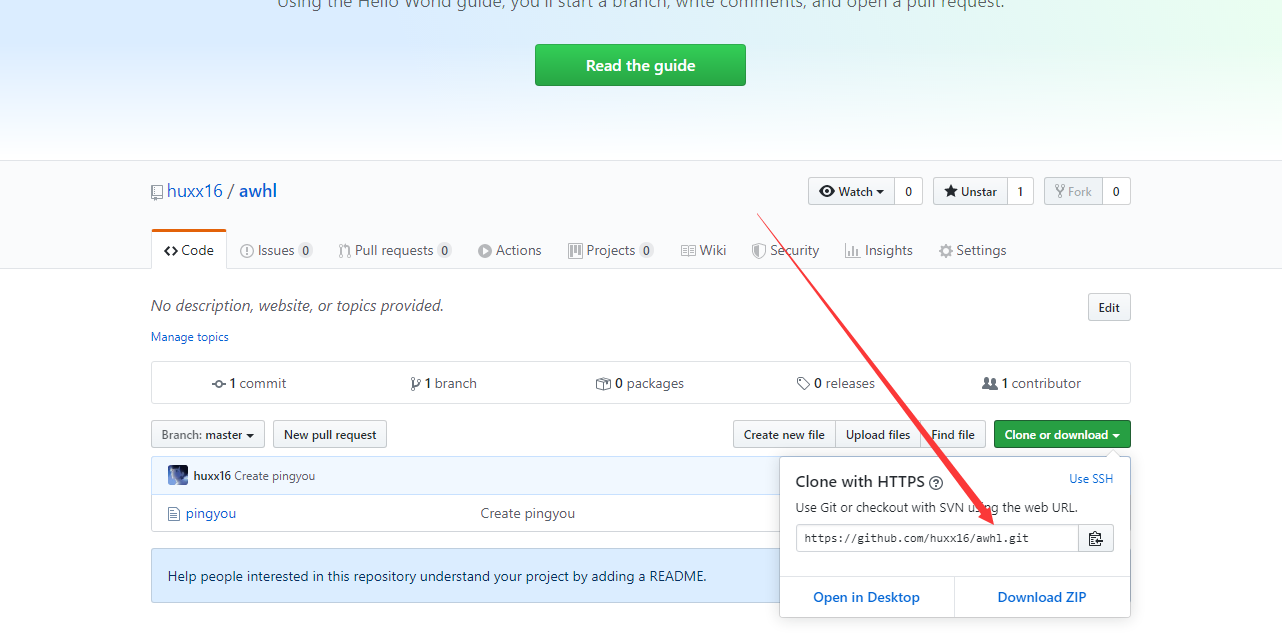 Using the Hello World guide, you'll start a branch, write comments, and open a pull request.
Read the guide
huxx16 / awhl
Watch 0 Unstar 1 Fork 0
Code Issues 0 Pull requests 0 Actions Projects 0 Wiki Security Insights Settings
No description, website, or topics provided.
Edit
Manage topics
1 commit 1 branch 0 packages 0 releases 1 contributor
Branch: master New pull request Create new file Upload files Find file Clone or download
huxx16 Create pingyou
pingyou Create pingyou
Help people interested in this repository understand your project by adding a README.
Clone with HTTPS ? Use SSH
Use Git or checkout with SVN using the web URL.
https://github.com/huxx16/awhl.git
Open in Desktop Download ZIP